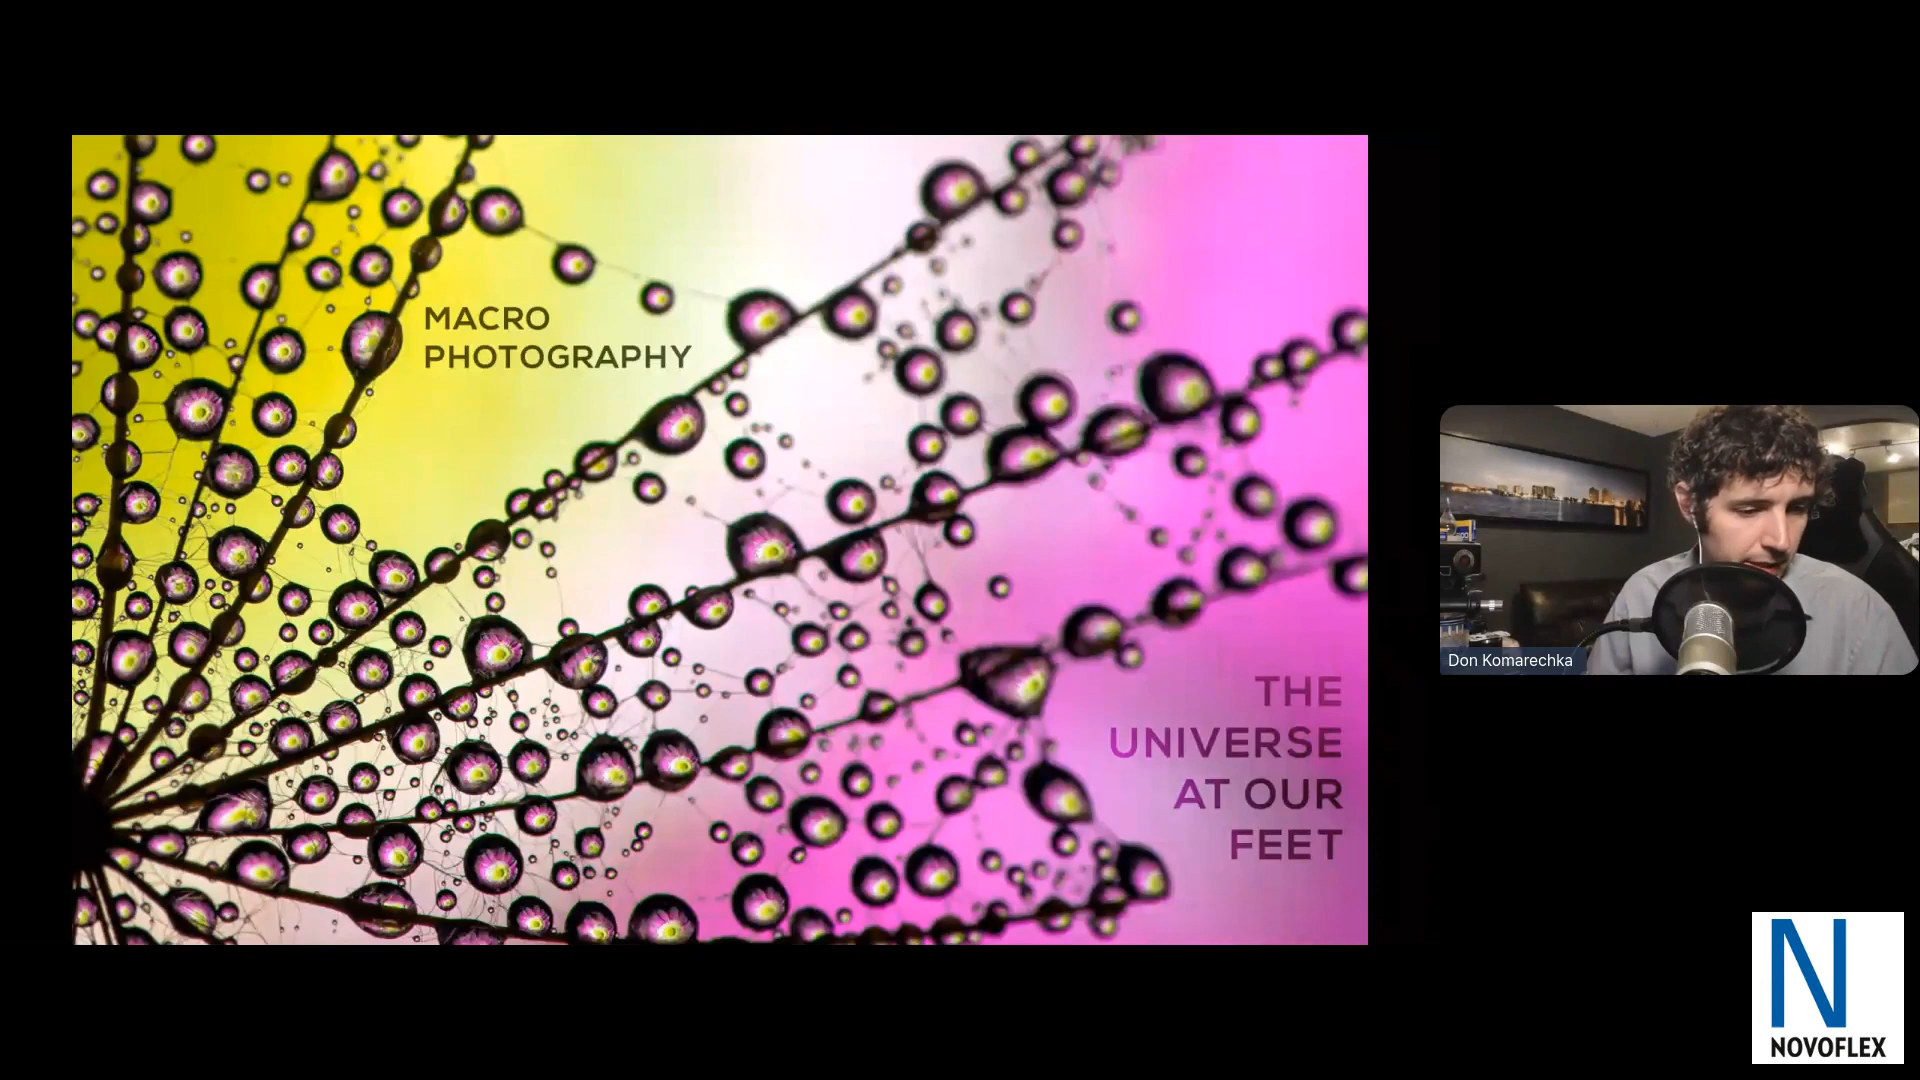 MACRO
PHOTOGRAPHY
THE
UNIVERSE
AT OUR
FEET
Don Komarechka
N
NOVOFLEX